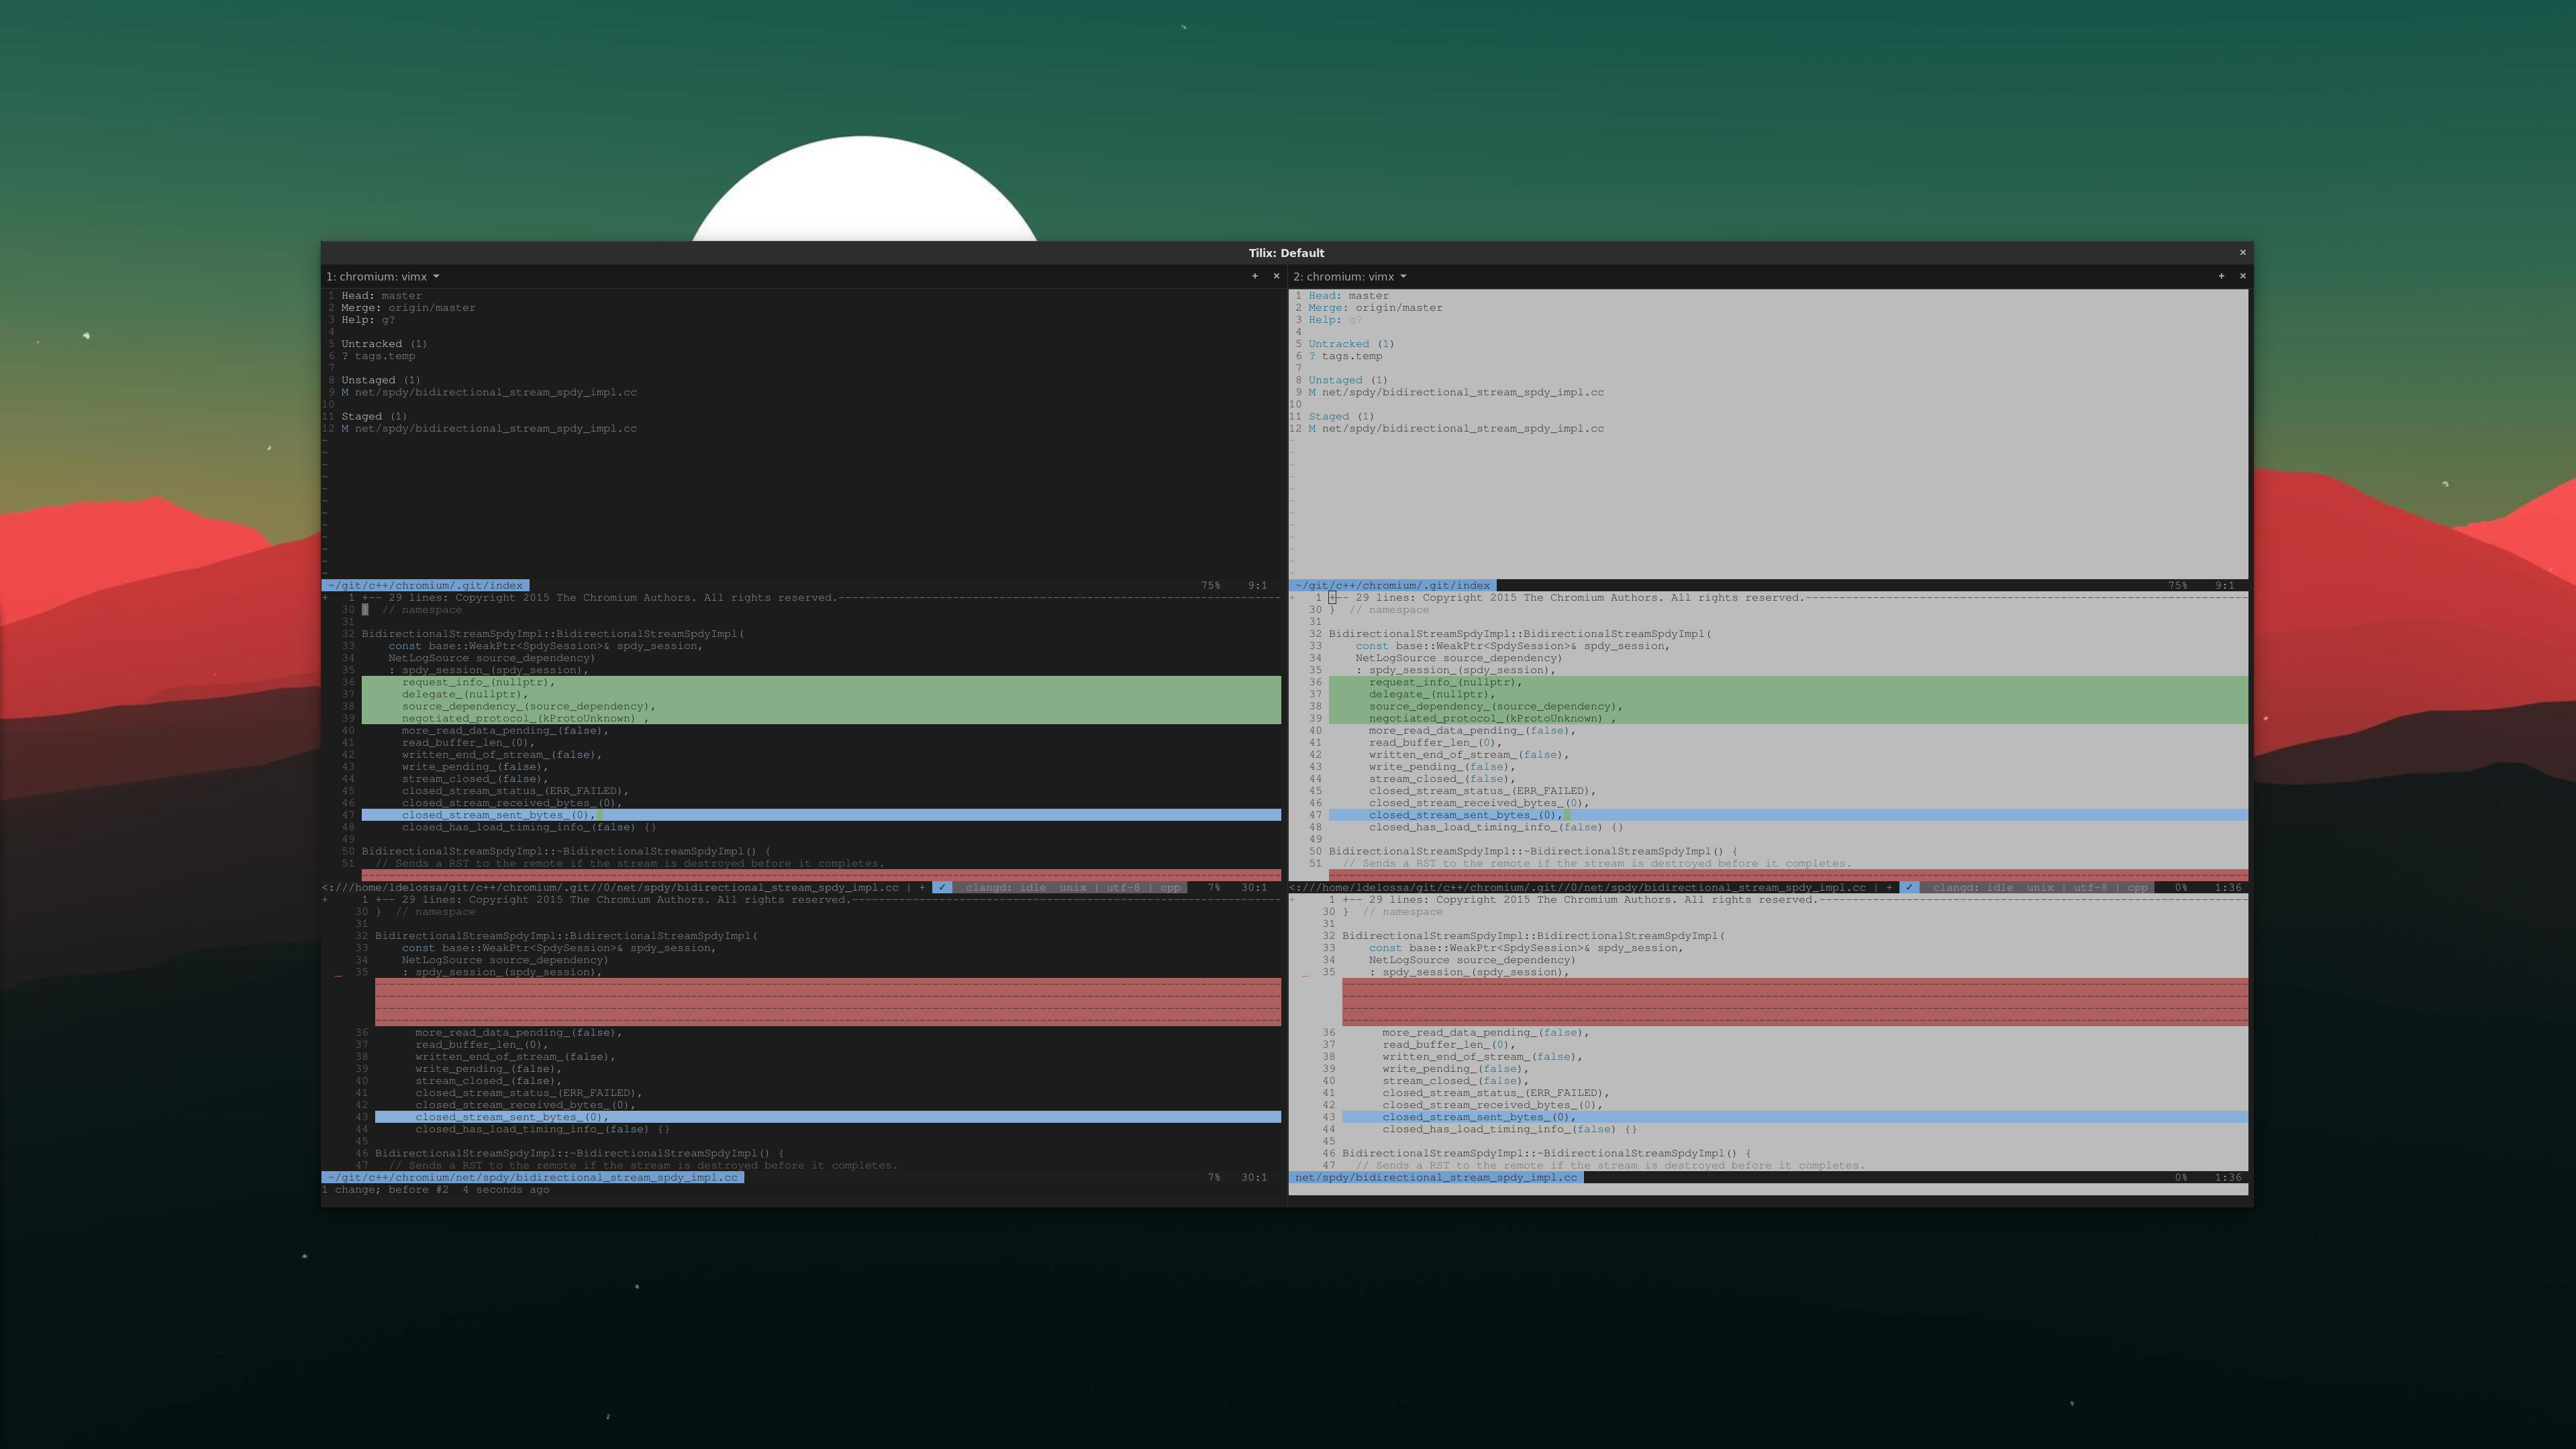 Tilix: Default
1: chromium: vimx
1 Head: master
2 Merge: origin/master
3 Help: g?
4
5 Untracked (1)
6 ? tags.temp
7
8 Unstaged (1)
9 M net/spdy/bidirectional_stream_spdy_impl.cc
10
11 Staged (1)
12 M net/spdy/bidirectional_stream_spdy_impl.cc
~/git/c++/chromium/.git/index 75% 9:1
+ 1 +-- 29 lines: Copyright 2015 The Chromium Authors. All rights reserved.
30 } // namespace
31
32 BidirectionalStreamSpdyImpl::BidirectionalStreamSpdyImpl(
33 const base::WeakPtr<SpdySession>& spdy_session,
34 NetLogSource source_dependency)
35 : spdy_session_(spdy_session),
36 request_info_(nullptr),
37 delegate_(nullptr),
38 source_dependency_(source_dependency),
39 negotiated_protocol_(kProtoUnknown) ,
40 more_read_data_pending_(false),
41 read_buffer_len_(0),
42 written_end_of_stream_(false),
43 write_pending_(false),
44 stream_closed_(false),
45 closed_stream_status_(ERR_FAILED),
46 closed_stream_received_bytes_(0),
47 closed_stream_sent_bytes_(0),
48 closed_has_load_timing_info_(false) {}
49
50 BidirectionalStreamSpdyImpl::~BidirectionalStreamSpdyImpl() {
51 // Sends a RST to the remote if the stream is destroyed before it completes.
<:///home/ldelossa/git/c++/chromium/.git//0/net/spdy/bidirectional_stream_spdy_impl.cc | + ✓ clangd: idle unix | utf-8 | cpp 7% 30:1
+ 1 +-- 29 lines: Copyright 2015 The Chromium Authors. All rights reserved.
30 } // namespace
31
32 BidirectionalStreamSpdyImpl::BidirectionalStreamSpdyImpl(
33 const base::WeakPtr<SpdySession>& spdy_session,
34 NetLogSource source_dependency)
_ 35 : spdy_session_(spdy_session),
36 more_read_data_pending_(false),
37 read_buffer_len_(0),
38 written_end_of_stream_(false),
39 write_pending_(false),
40 stream_closed_(false),
41 closed_stream_status_(ERR_FAILED),
42 closed_stream_received_bytes_(0),
43 closed_stream_sent_bytes_(0),
44 closed_has_load_timing_info_(false) {}
45
46 BidirectionalStreamSpdyImpl::~BidirectionalStreamSpdyImpl() {
47 // Sends a RST to the remote if the stream is destroyed before it completes.
~/git/c++/chromium/net/spdy/bidirectional_stream_spdy_impl.cc 7% 30:1
1 change; before #2 4 seconds ago
2: chromium: vimx
1 Head: master
2 Merge: origin/master
3 Help: g?
4
5 Untracked (1)
6 ? tags.temp
7
8 Unstaged (1)
9 M net/spdy/bidirectional_stream_spdy_impl.cc
10
11 Staged (1)
12 M net/spdy/bidirectional_stream_spdy_impl.cc
~/git/c++/chromium/.git/index 75% 9:1
+ 1 +-- 29 lines: Copyright 2015 The Chromium Authors. All rights reserved.
30 } // namespace
31
32 BidirectionalStreamSpdyImpl::BidirectionalStreamSpdyImpl(
33 const base::WeakPtr<SpdySession>& spdy_session,
34 NetLogSource source_dependency)
35 : spdy_session_(spdy_session),
36 request_info_(nullptr),
37 delegate_(nullptr),
38 source_dependency_(source_dependency),
39 negotiated_protocol_(kProtoUnknown) ,
40 more_read_data_pending_(false),
41 read_buffer_len_(0),
42 written_end_of_stream_(false),
43 write_pending_(false),
44 stream_closed_(false),
45 closed_stream_status_(ERR_FAILED),
46 closed_stream_received_bytes_(0),
47 closed_stream_sent_bytes_(0),
48 closed_has_load_timing_info_(false) {}
49
50 BidirectionalStreamSpdyImpl::~BidirectionalStreamSpdyImpl() {
51 // Sends a RST to the remote if the stream is destroyed before it completes.
<:///home/ldelossa/git/c++/chromium/.git//0/net/spdy/bidirectional_stream_spdy_impl.cc | + ✓ clangd: idle unix | utf-8 | cpp 0% 1:36
+ 1 +-- 29 lines: Copyright 2015 The Chromium Authors. All rights reserved.
30 } // namespace
31
32 BidirectionalStreamSpdyImpl::BidirectionalStreamSpdyImpl(
33 const base::WeakPtr<SpdySession>& spdy_session,
34 NetLogSource source_dependency)
_ 35 : spdy_session_(spdy_session),
36 more_read_data_pending_(false),
37 read_buffer_len_(0),
38 written_end_of_stream_(false),
39 write_pending_(false),
40 stream_closed_(false),
41 closed_stream_status_(ERR_FAILED),
42 closed_stream_received_bytes_(0),
43 closed_stream_sent_bytes_(0),
44 closed_has_load_timing_info_(false) {}
45
46 BidirectionalStreamSpdyImpl::~BidirectionalStreamSpdyImpl() {
47 // Sends a RST to the remote if the stream is destroyed before it completes.
net/spdy/bidirectional_stream_spdy_impl.cc 0% 1:36